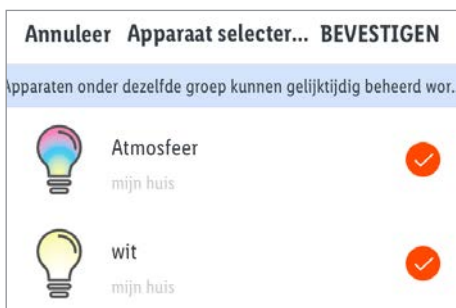 Annuleer Apparaat selecter... BEVESTIGEN
Apparaten onder dezelfde groep kunnen gelijktijdig beheerd wor...
Atmosfeer
mijn huis
wit
mijn huis